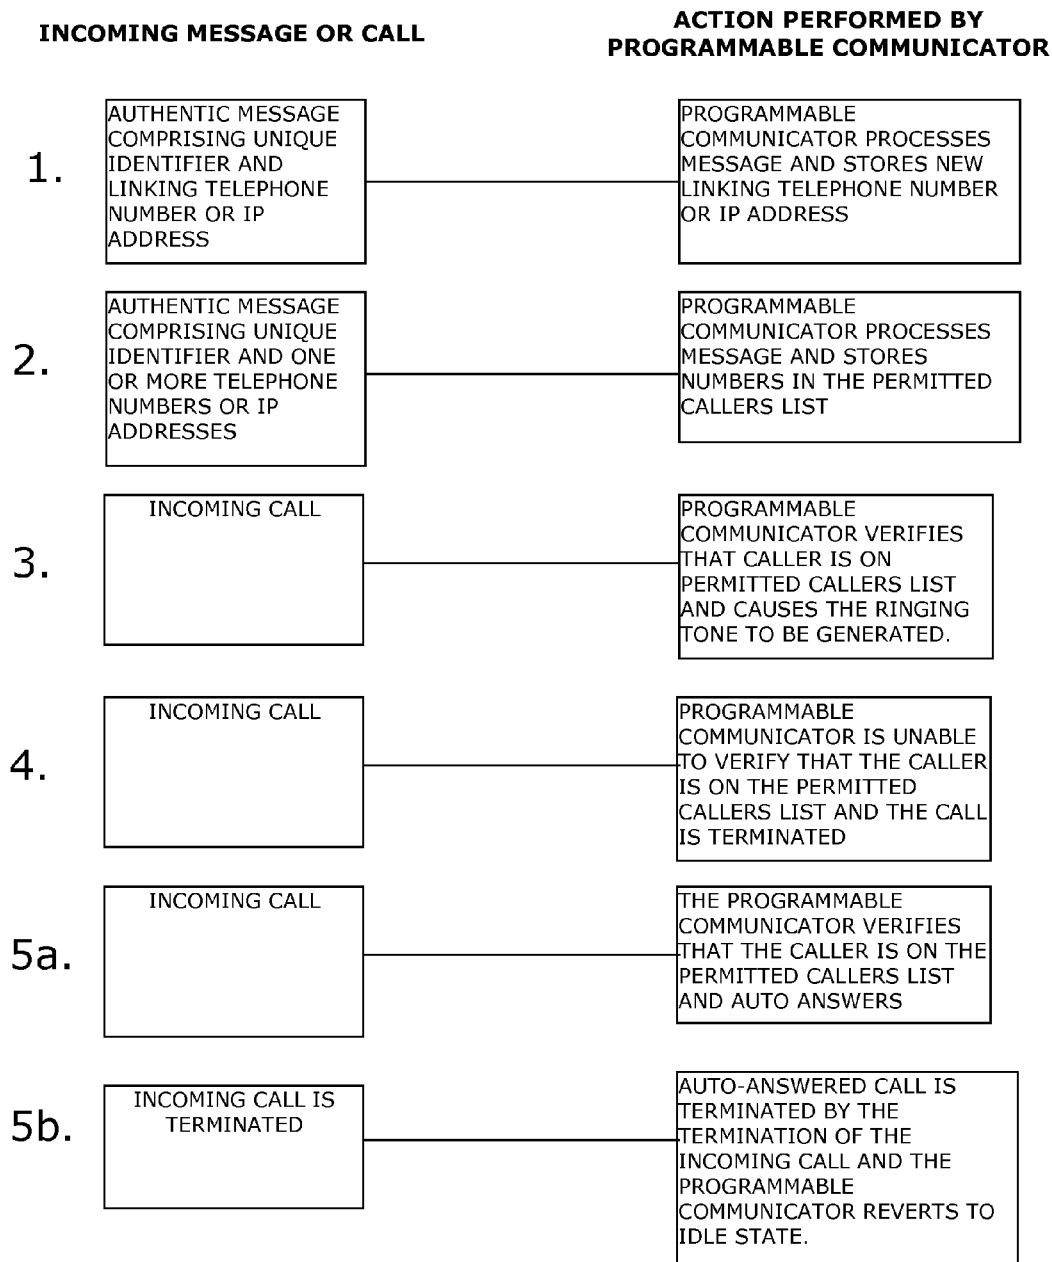 INCOMING MESSAGE OR CALL
ACTION PERFORMED BY
PROGRAMMABLE COMMUNICATOR
1.
AUTHENTIC MESSAGE
COMPRISING UNIQUE
IDENTIFIER AND
LINKING TELEPHONE
NUMBER OR IP
ADDRESS
PROGRAMMABLE
COMMUNICATOR PROCESSES
MESSAGE AND STORES NEW
LINKING TELEPHONE NUMBER
OR IP ADDRESS
2.
AUTHENTIC MESSAGE
COMPRISING UNIQUE
IDENTIFIER AND ONE
OR MORE TELEPHONE
NUMBERS OR IP
ADDRESSES
PROGRAMMABLE
COMMUNICATOR PROCESSES
MESSAGE AND STORES
NUMBERS IN THE PERMITTED
CALLERS LIST
3.
INCOMING CALL
PROGRAMMABLE
COMMUNICATOR VERIFIES
THAT CALLER IS ON
PERMITTED CALLERS LIST
AND CAUSES THE RINGING
TONE TO BE GENERATED.
4.
INCOMING CALL
PROGRAMMABLE
COMMUNICATOR IS UNABLE
TO VERIFY THAT THE CALLER
IS ON THE PERMITTED
CALLERS LIST AND THE CALL
IS TERMINATED
5a.
INCOMING CALL
THE PROGRAMMABLE
COMMUNICATOR VERIFIES
THAT THE CALLER IS ON THE
PERMITTED CALLERS LIST
AND AUTO ANSWERS
5b.
INCOMING CALL IS
TERMINATED
AUTO-ANSWERED CALL IS
TERMINATED BY THE
TERMINATION OF THE
INCOMING CALL AND THE
PROGRAMMABLE
COMMUNICATOR REVERTS TO
IDLE STATE.